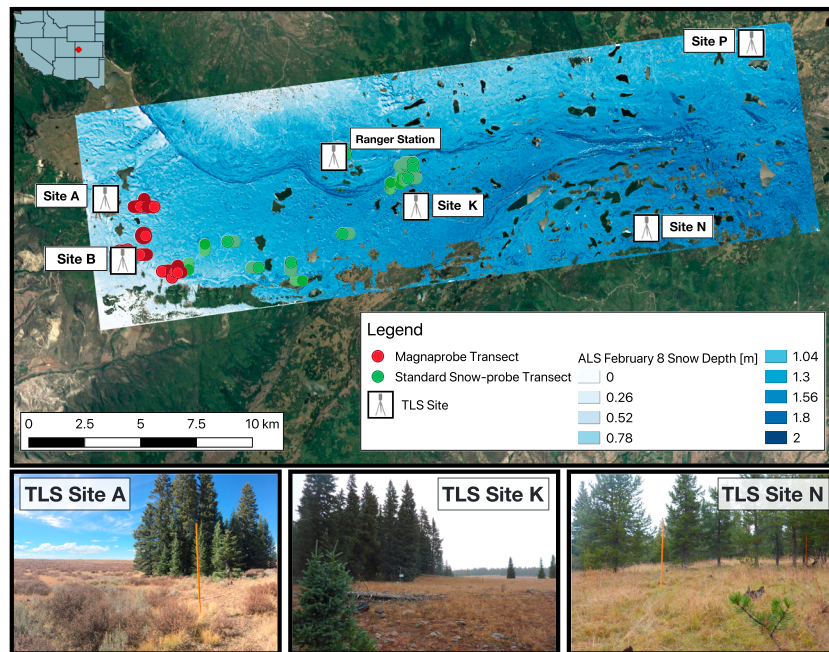 Site P
Ranger Station
Site A
Site K
Site N
Site B
Legend
Magnaprobe Transect
Standard Snow-probe Transect
TLS Site
ALS February 8 Snow Depth [m]
0
0.26
0.52
0.78
1.04
1.3
1.56
1.8
2
0 2.5 5 7.5 10 km
TLS Site A
TLS Site K
TLS Site N